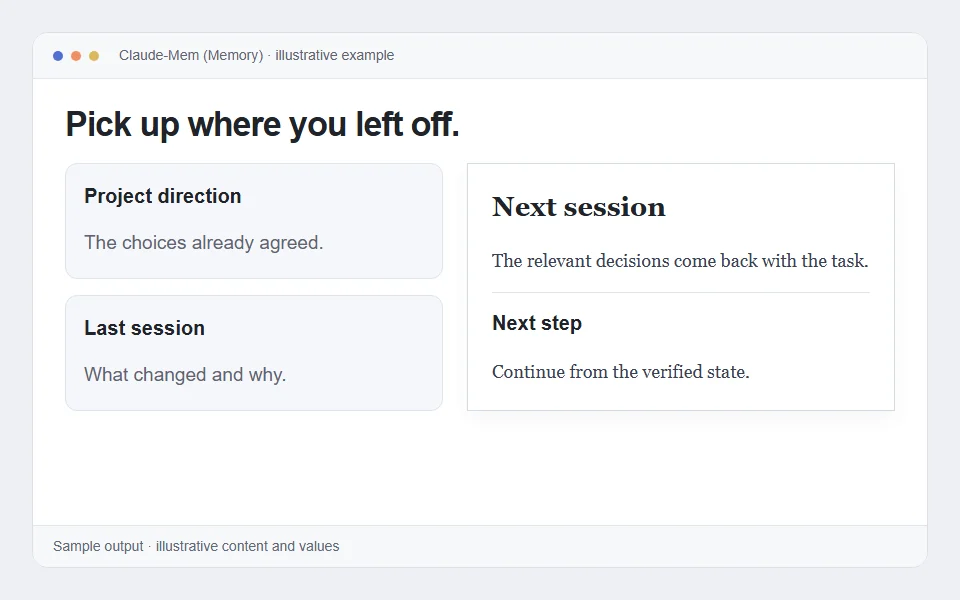 Claude-Mem (Memory) · illustrative example
Pick up where you left off.
Project direction
The choices already agreed.
Last session
What changed and why.
Next session
The relevant decisions come back with the task.
Next step
Continue from the verified state.
Sample output · illustrative content and values